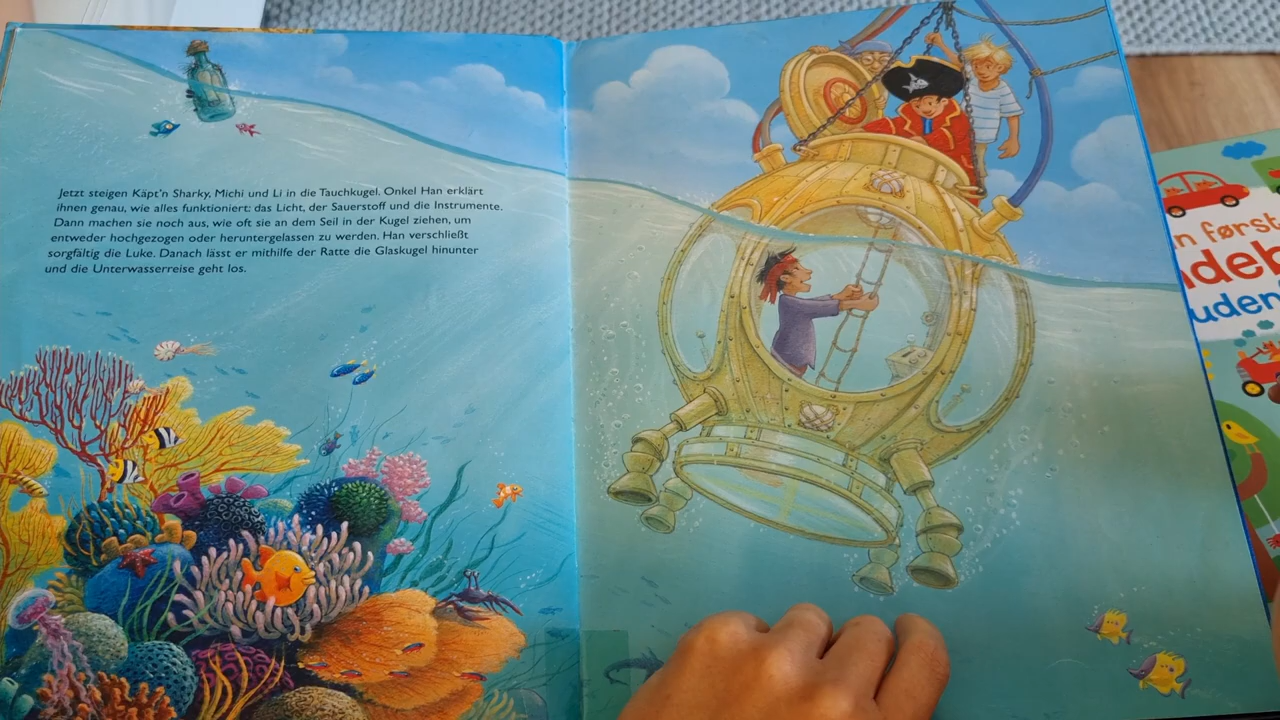 Jetzt steigen Käpt'n Sharky, Michi und Li in die Tauchkugel. Onkel Han erklärt
ihnen genau, wie alles funktioniert: das Licht, der Sauerstoff und die Instrumente.
Dann machen sie noch aus, wie oft sie an dem Seil in der Kugel ziehen, um
entweder hochgezogen oder heruntergelassen zu werden. Han verschließt
sorgfältig die Luke. Danach lässt er mithilfe der Ratte die Glaskugel hinunter
und die Unterwasserreise geht los.
n først
deb
uden